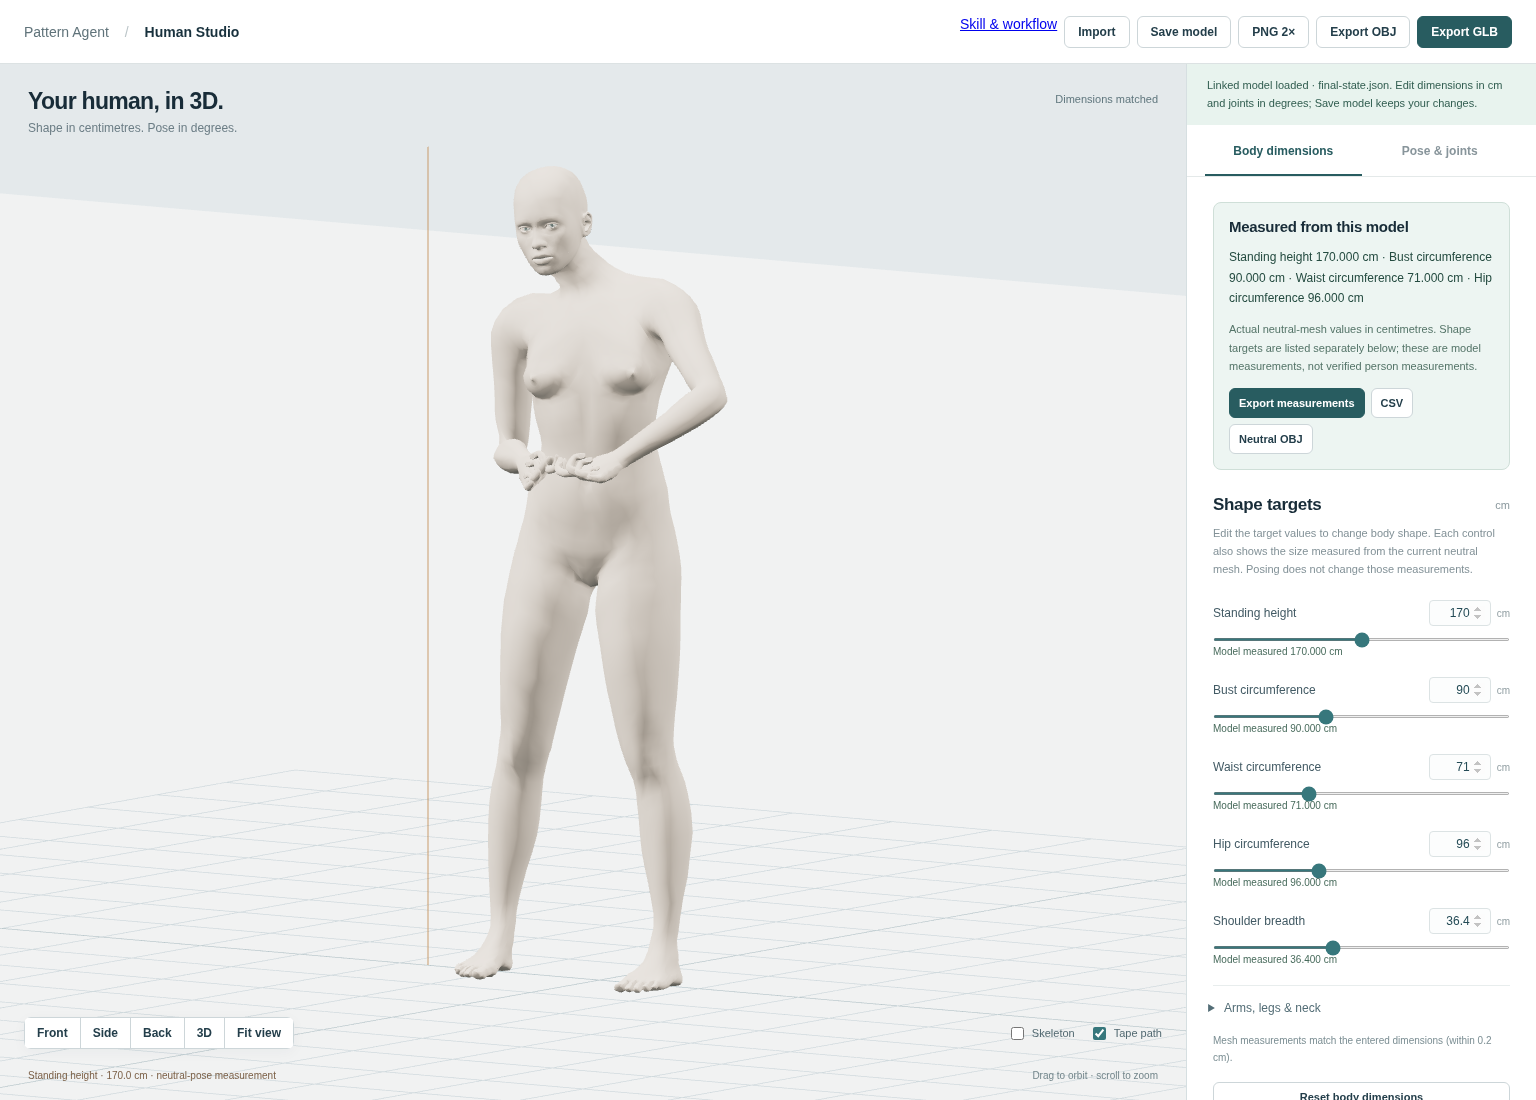 Pattern Agent / Human Studio
Skill & workflow
Import
Save model
PNG 2×
Export OBJ
Export GLB
Your human, in 3D.
Shape in centimetres. Pose in degrees.
Dimensions matched
Linked model loaded · final-state.json. Edit dimensions in cm
and joints in degrees; Save model keeps your changes.
Body dimensions
Pose & joints
Measured from this model
Standing height 170.000 cm · Bust circumference
90.000 cm · Waist circumference 71.000 cm · Hip
circumference 96.000 cm
Actual neutral-mesh values in centimetres. Shape
targets are listed separately below; these are model
measurements, not verified person measurements.
Export measurements
CSV
Neutral OBJ
Shape targets
cm
Edit the target values to change body shape. Each control
also shows the size measured from the current neutral
mesh. Posing does not change those measurements.
Standing height 170 cm
Model measured 170.000 cm
Bust circumference 90 cm
Model measured 90.000 cm
Waist circumference 71 cm
Model measured 71.000 cm
Hip circumference 96 cm
Model measured 96.000 cm
Shoulder breadth 36.4 cm
Model measured 36.400 cm
Arms, legs & neck
Mesh measurements match the entered dimensions (within 0.2
cm).
Reset body dimensions
Front
Side
Back
3D
Fit view
Skeleton
Tape path
Standing height · 170.0 cm · neutral-pose measurement
Drag to orbit · scroll to zoom